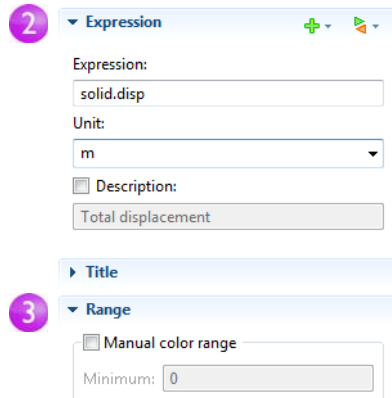 2
Expression
Expression:
solid.disp
Unit:
m
Description:
Total displacement
Title
3
Range
Manual color range
Minimum: 0